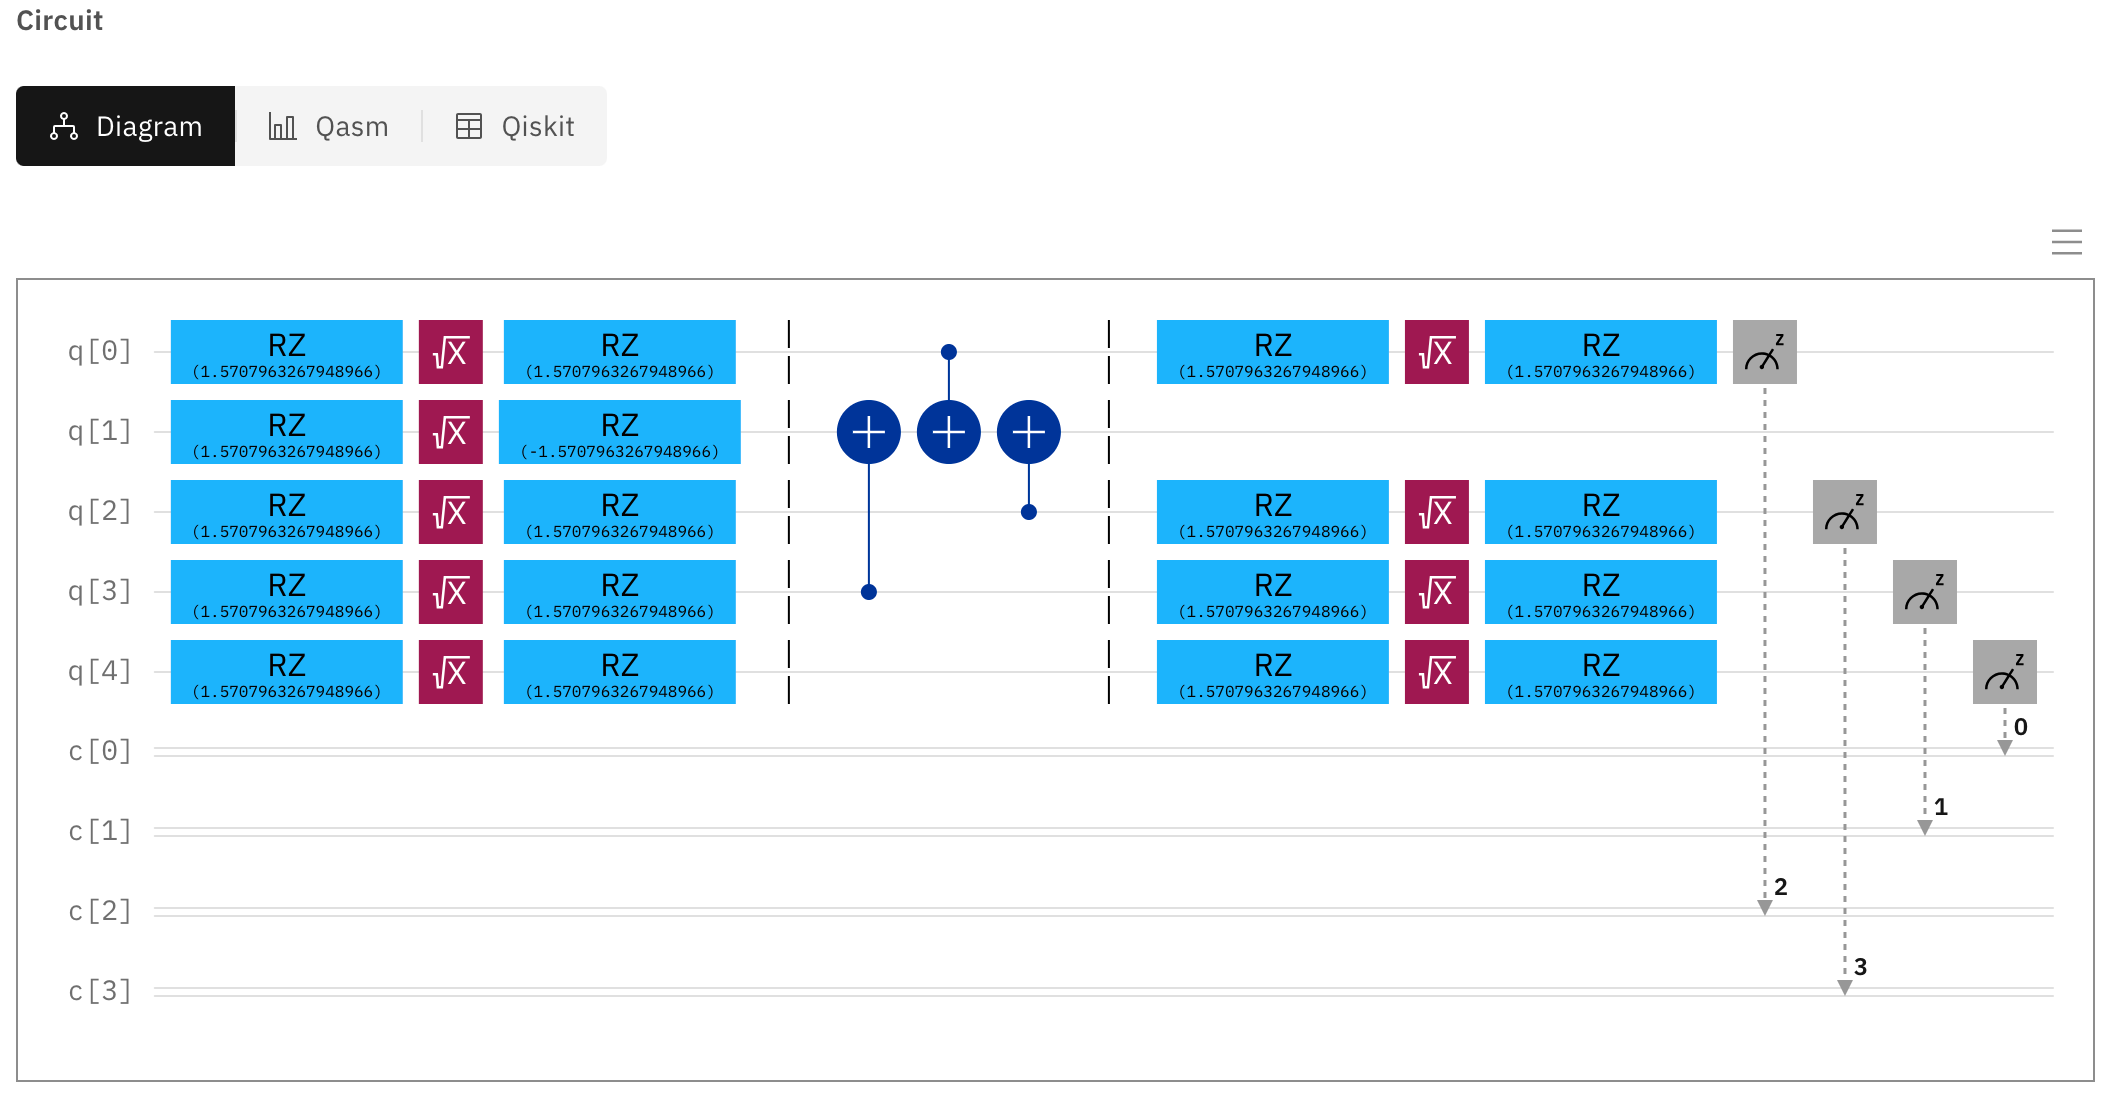 Circuit
Diagram Qasm Qiskit
q[0] RZ √X RZ RZ √X RZ z
(1.5707963267948966) (1.5707963267948966) (1.5707963267948966) (1.5707963267948966)
q[1] RZ √X RZ
(1.5707963267948966) (-1.5707963267948966)
q[2] RZ √X RZ RZ √X RZ z
(1.5707963267948966) (1.5707963267948966) (1.5707963267948966) (1.5707963267948966)
q[3] RZ √X RZ RZ √X RZ z
(1.5707963267948966) (1.5707963267948966) (1.5707963267948966) (1.5707963267948966)
q[4] RZ √X RZ RZ √X RZ z
(1.5707963267948966) (1.5707963267948966) (1.5707963267948966) (1.5707963267948966)
0
c[0]
1
c[1]
2
c[2]
3
c[3]